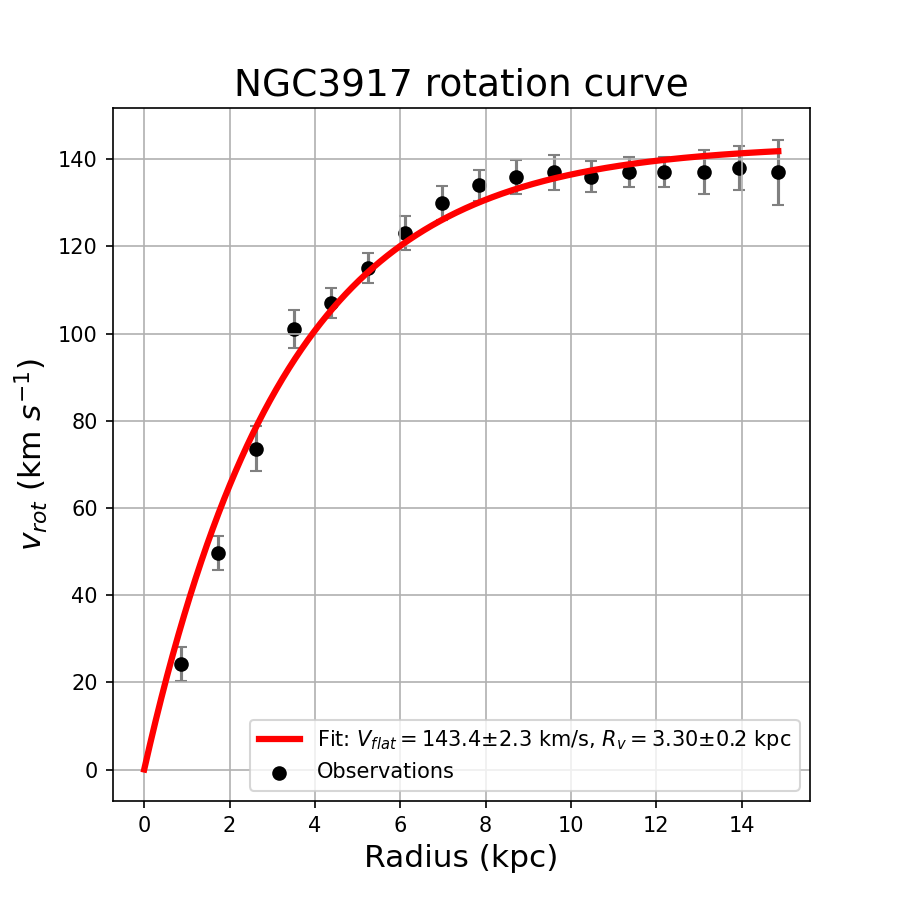 NGC3917 rotation curve
140
120
100
80
60
40
20
0
v_rot (km s⁻¹)
Fit: V_flat = 143.4±2.3 km/s, R_v = 3.30±0.2 kpc
Observations
0 2 4 6 8 10 12 14
Radius (kpc)